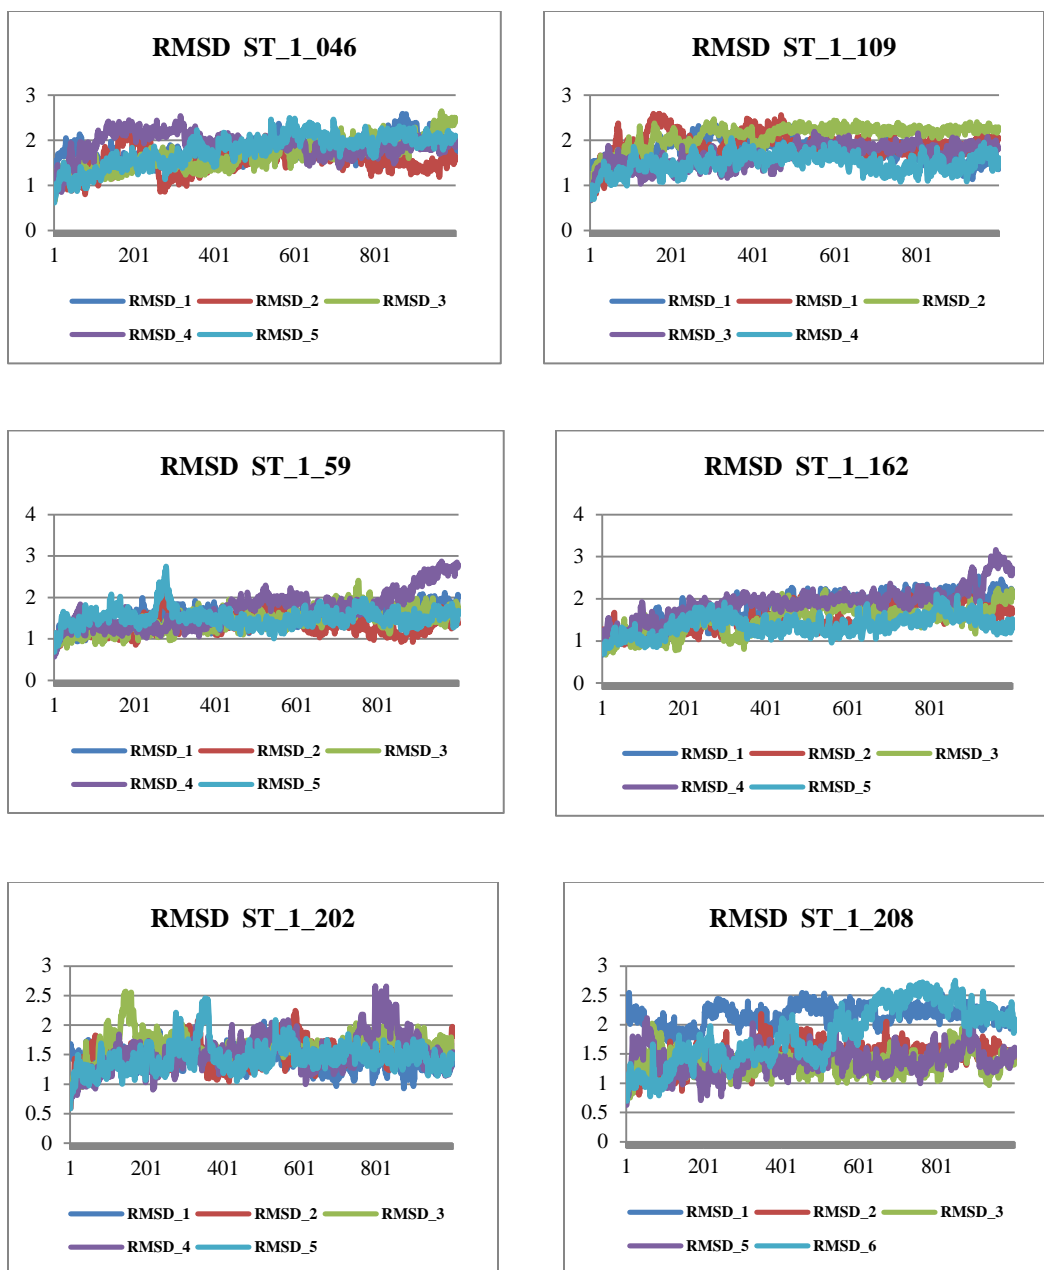 RMSD ST_1_046
3
2
1
0
1 201 401 601 801
RMSD_1 RMSD_2 RMSD_3
RMSD_4 RMSD_5
RMSD ST_1_109
3
2
1
0
1 201 401 601 801
RMSD_1 RMSD_1 RMSD_2
RMSD_3 RMSD_4
RMSD ST_1_59
4
3
2
1
0
1 201 401 601 801
RMSD_1 RMSD_2 RMSD_3
RMSD_4 RMSD_5
RMSD ST_1_162
4
3
2
1
0
1 201 401 601 801
RMSD_1 RMSD_2 RMSD_3
RMSD_4 RMSD_5
RMSD ST_1_202
3
2.5
2
1.5
1
0.5
0
1 201 401 601 801
RMSD_1 RMSD_2 RMSD_3
RMSD_4 RMSD_5
RMSD ST_1_208
3
2.5
2
1.5
1
0.5
0
1 201 401 601 801
RMSD_1 RMSD_2 RMSD_3
RMSD_5 RMSD_6